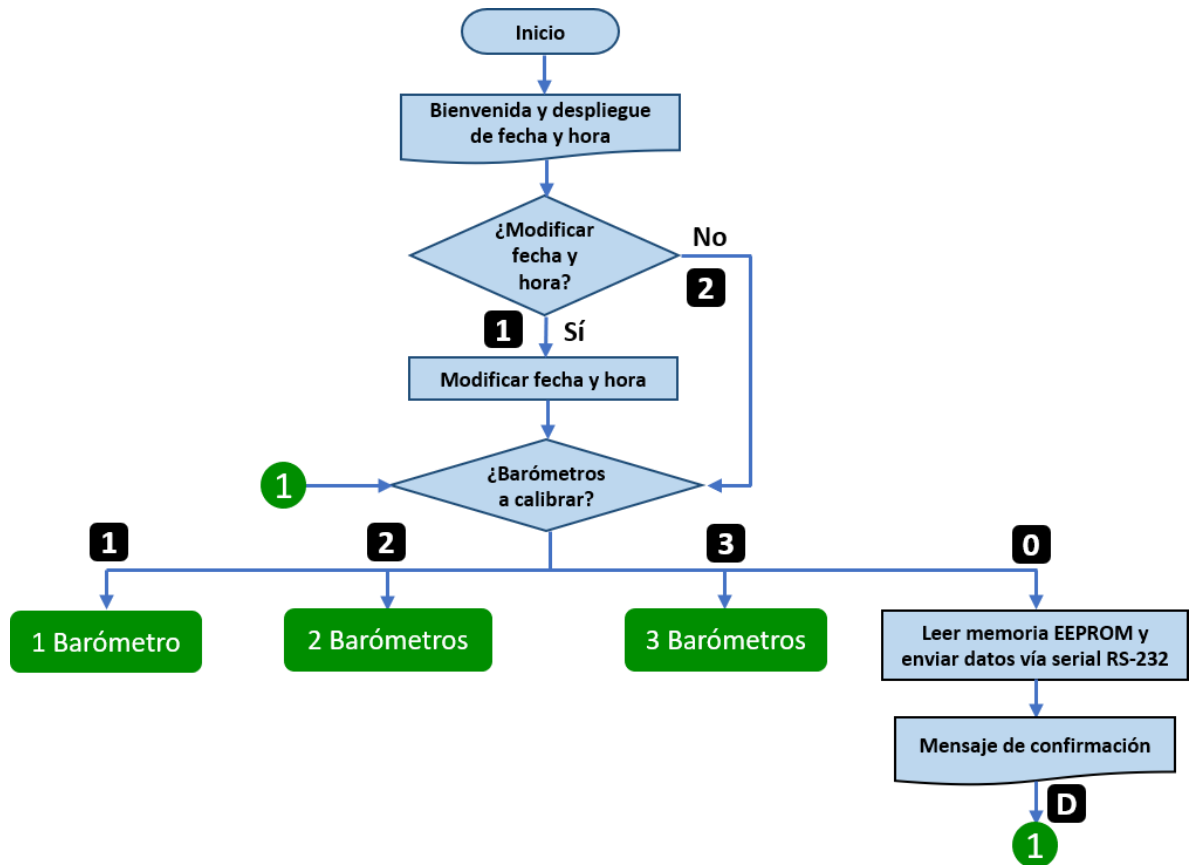 Inicio
Bienvenida y despliegue
de fecha y hora
¿Modificar
fecha y
hora?
No
2
1
Sí
Modificar fecha y hora
1
¿Barómetros
a calibrar?
1
2
3
0
1 Barómetro
2 Barómetros
3 Barómetros
Leer memoria EEPROM y
enviar datos vía serial RS-232
Mensaje de confirmación
D
1